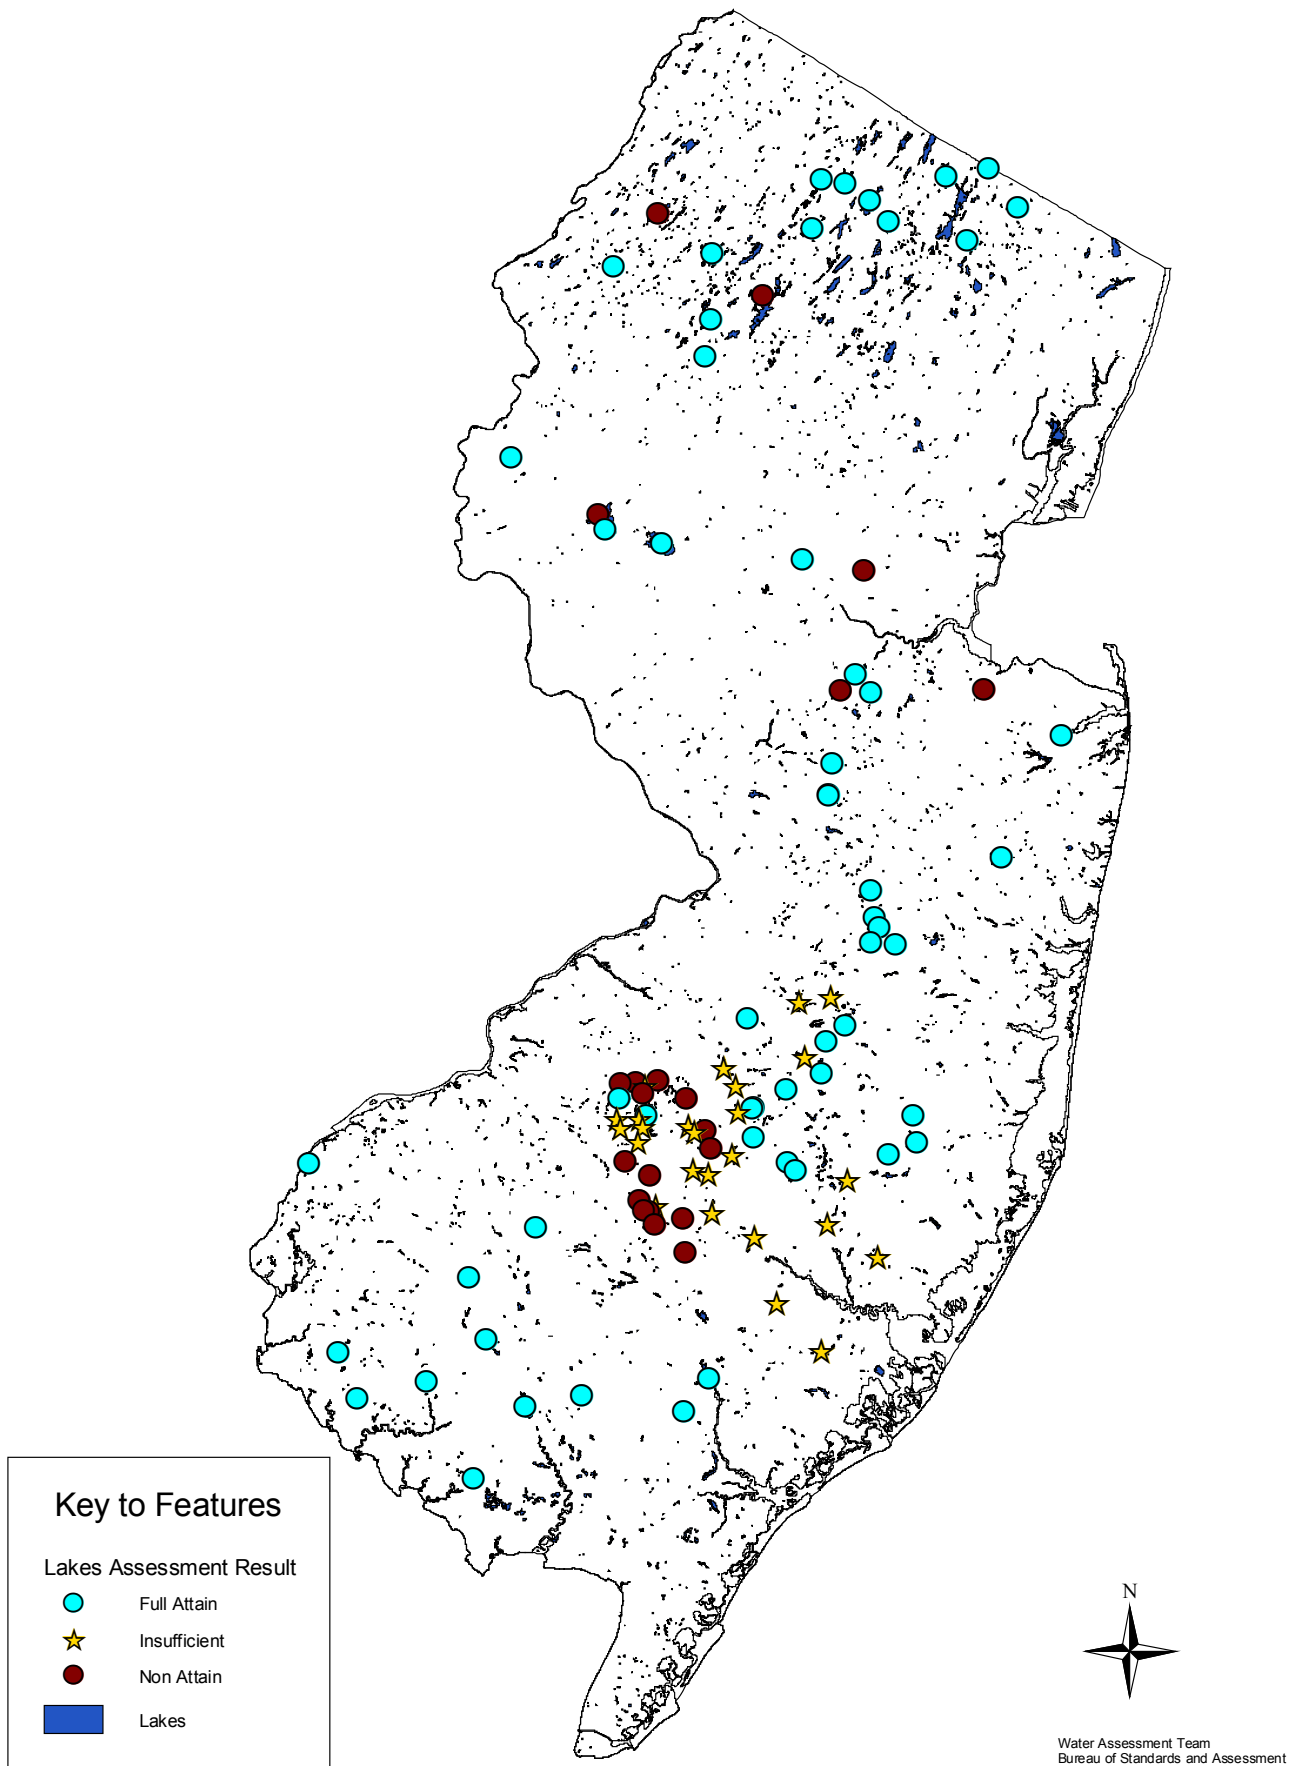 Key to Features
Lakes Assessment Result
Full Attain
Insufficient
Non Attain
Lakes
N
Water Assessment Team
Bureau of Standards and Assessment